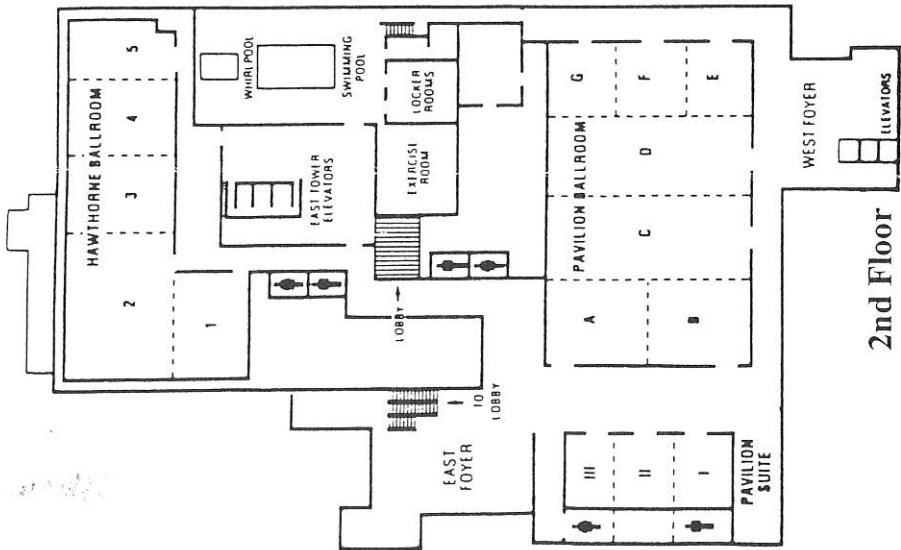 HAWTHORNE BALLROOM
1
2
3
4
5
WHIRLPOOL
SWIMMING
POOL
EAST TOWER
ELEVATORS
LOCKER
ROOMS
EXERCISE
ROOM
LOBBY
TO
LOBBY
EAST
FOYER
PAVILION BALLROOM
A
B
C
D
E
F
G
WEST FOYER
ELEVATORS
III
II
I
PAVILION
SUITE
2nd Floor